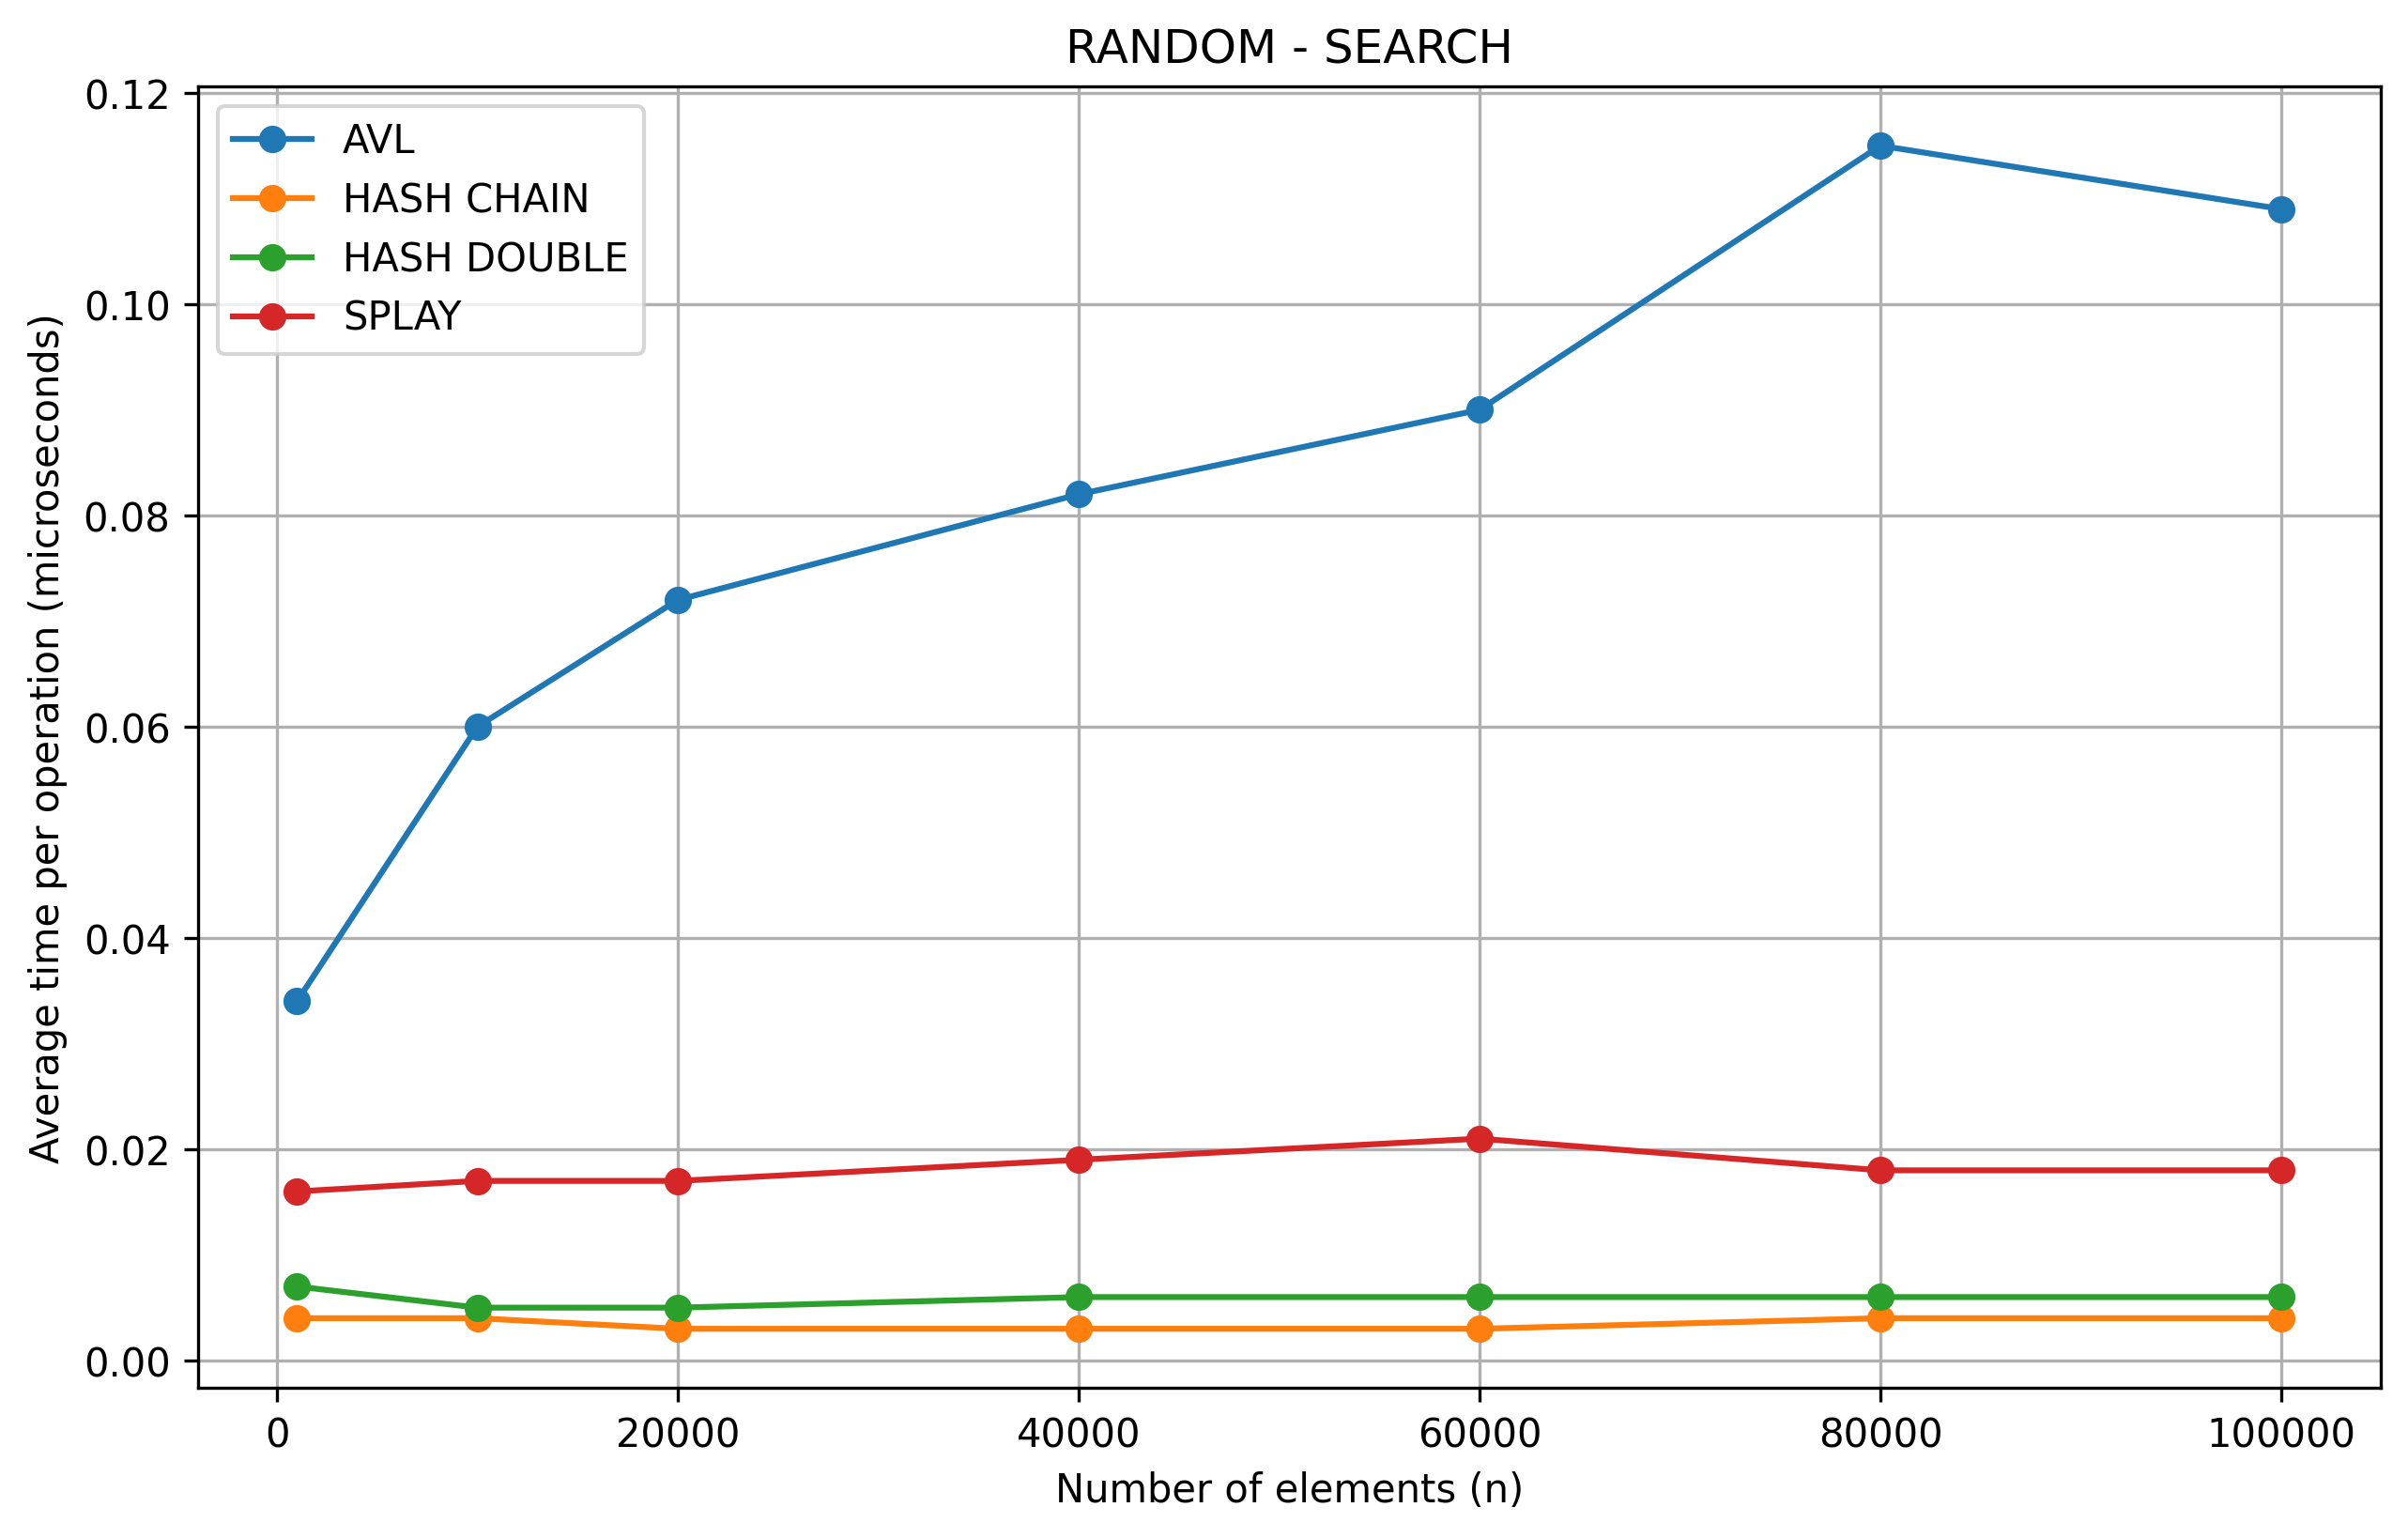 RANDOM - SEARCH
0.12
0.10
0.08
0.06
0.04
0.02
0.00
Average time per operation (microseconds)
AVL
HASH CHAIN
HASH DOUBLE
SPLAY
0 20000 40000 60000 80000 100000
Number of elements (n)